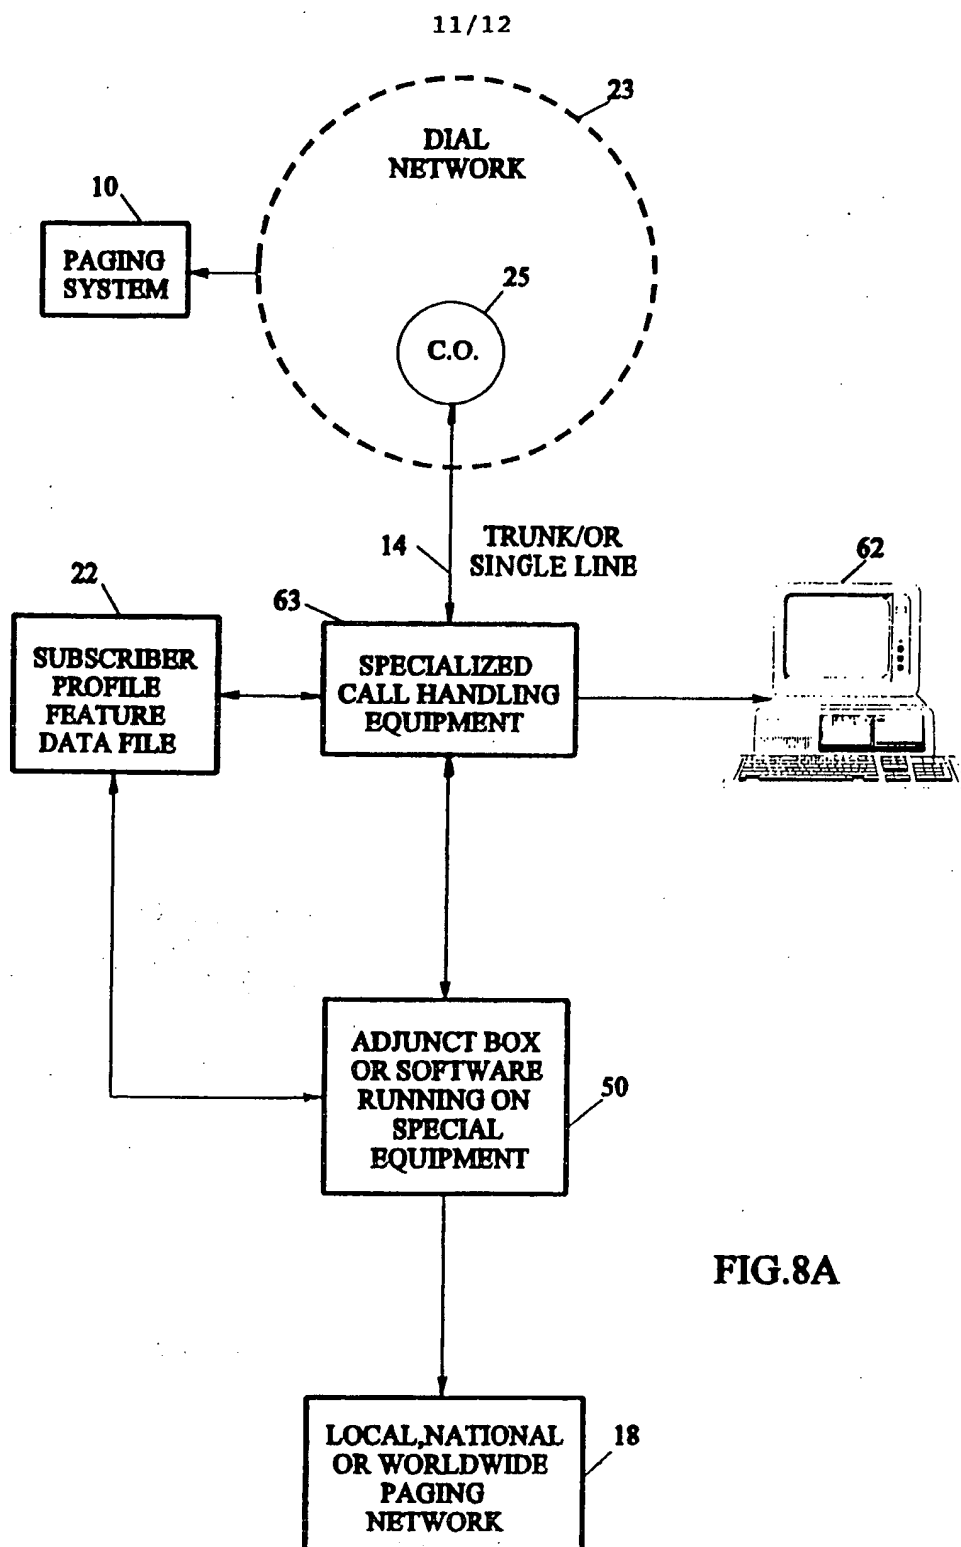 11/12
23
DIAL
NETWORK
10
PAGING
SYSTEM
25
C.O.
14
TRUNK/OR
SINGLE LINE
62
22
63
SUBSCRIBER
PROFILE
FEATURE
DATA FILE
SPECIALIZED
CALL HANDLING
EQUIPMENT
ADJUNCT BOX
OR SOFTWARE
RUNNING ON
SPECIAL
EQUIPMENT
50
FIG.8A
LOCAL,NATIONAL
OR WORLDWIDE
PAGING
NETWORK
18